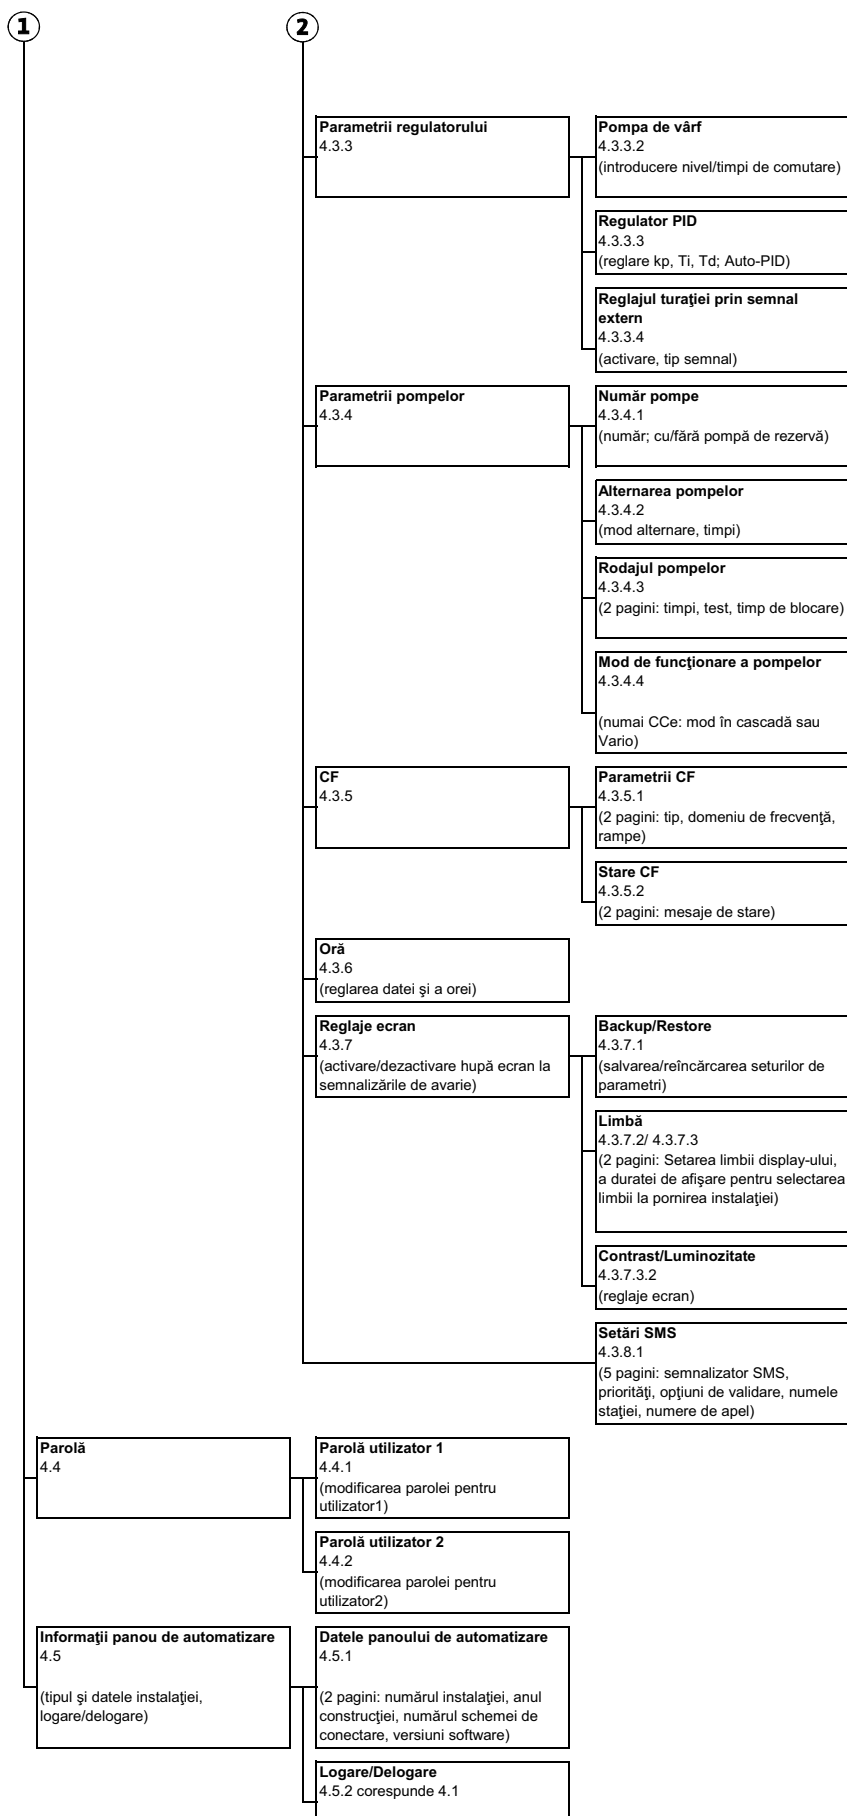 1
2
Parametrii regulatorului
4.3.3
Pompa de vârf
4.3.3.2
(introducere nivel/timpi de comutare)
Regulator PID
4.3.3.3
(reglare kp, Ti, Td; Auto-PID)
Reglajul turaţiei prin semnal
extern
4.3.3.4
(activare, tip semnal)
Parametrii pompelor
4.3.4
Număr pompe
4.3.4.1
(număr; cu/fără pompă de rezervă)
Alternarea pompelor
4.3.4.2
(mod alternare, timpi)
Rodajul pompelor
4.3.4.3
(2 pagini: timpi, test, timp de blocare)
Mod de funcţionare a pompelor
4.3.4.4
(numai CCe: mod în cascadă sau
Vario)
CF
4.3.5
Parametrii CF
4.3.5.1
(2 pagini: tip, domeniu de frecvenţă,
rampe)
Stare CF
4.3.5.2
(2 pagini: mesaje de stare)
Oră
4.3.6
(reglarea datei şi a orei)
Reglaje ecran
4.3.7
(activare/dezactivare hupă ecran la
semnalizările de avarie)
Backup/Restore
4.3.7.1
(salvarea/reîncărcarea seturilor de
parametri)
Limbă
4.3.7.2/ 4.3.7.3
(2 pagini: Setarea limbii display-ului,
a duratei de afişare pentru selectarea
limbii la pornirea instalaţiei)
Contrast/Luminozitate
4.3.7.3.2
(reglaje ecran)
Setări SMS
4.3.8.1
(5 pagini: semnalizator SMS,
priorităţi, opţiuni de validare, numele
staţiei, numere de apel)
Parolă
4.4
Parolă utilizator 1
4.4.1
(modificarea parolei pentru
utilizator1)
Parolă utilizator 2
4.4.2
(modificarea parolei pentru
utilizator2)
Informaţii panou de automatizare
4.5
(tipul şi datele instalaţiei,
logare/delogare)
Datele panoului de automatizare
4.5.1
(2 pagini: numărul instalaţiei, anul
construcţiei, numărul schemei de
conectare, versiuni software)
Logare/Delogare
4.5.2 corespunde 4.1